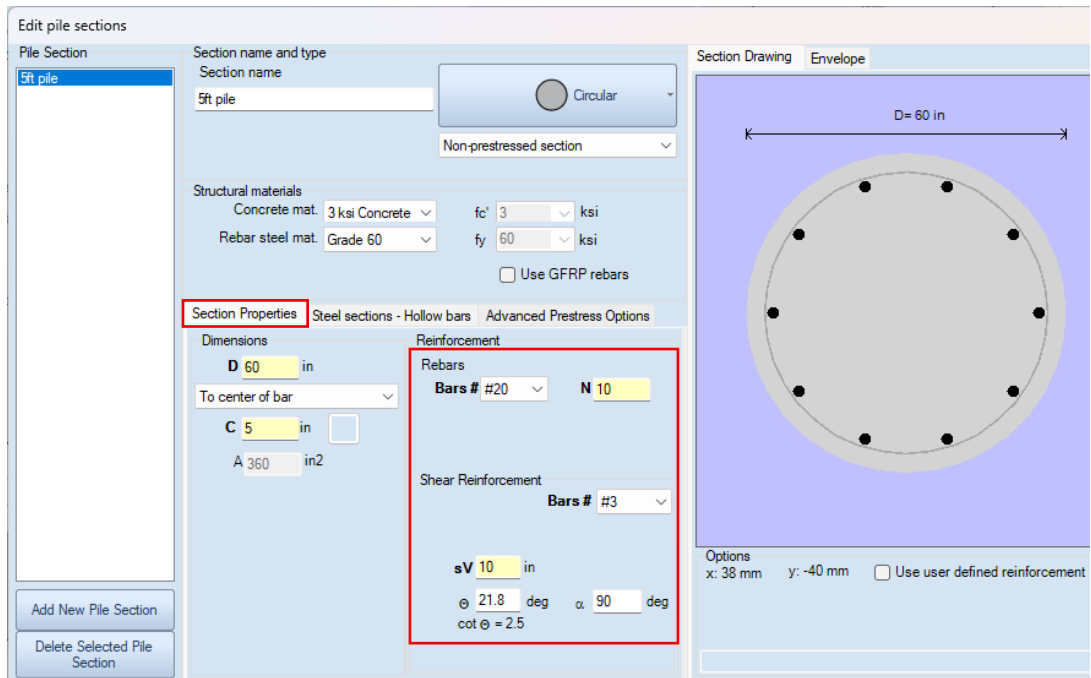 Edit pile sections
Pile Section
5ft pile
Add New Pile Section
Delete Selected Pile
Section
Section name and type
Section name
5ft pile
Circular
Non-prestressed section
Structural materials
Concrete mat. 3 ksi Concrete fc' 3 ksi
Rebar steel mat. Grade 60 fy 60 ksi
Use GFRP rebars
Section Properties Steel sections - Hollow bars Advanced Prestress Options
Dimensions
D 60 in
To center of bar
C 5 in
A 360 in2
Reinforcement
Rebars
Bars # #20 N 10
Shear Reinforcement
Bars # #3
sV 10 in
Θ 21.8 deg α 90 deg
cot Θ = 2.5
Section Drawing Envelope
D= 60 in
Options
x: 38 mm y: -40 mm Use user defined reinforcement